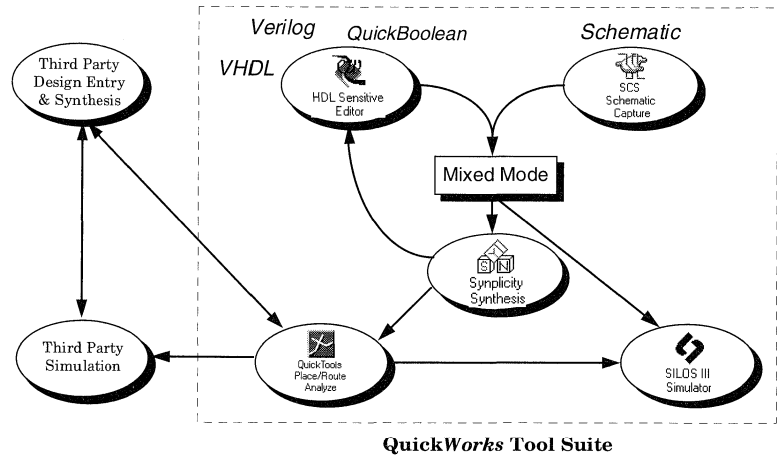 Verilog
QuickBoolean
Schematic
VHDL
Third Party
Design Entry
& Synthesis
HDL Sensitive
Editor
SCS
Schematic
Capture
Mixed Mode
S N
Synplicity
Synthesis
Third Party
Simulation
QuickTools
Place/Route
Analyze
SILOS III
Simulator
QuickWorks Tool Suite